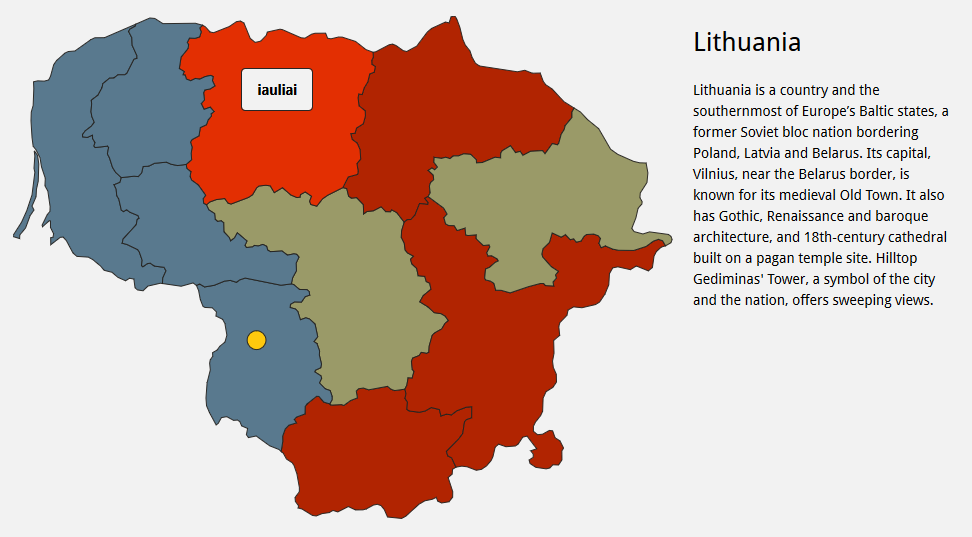 iauliai
Lithuania
Lithuania is a country and the
southernmost of Europe’s Baltic states, a
former Soviet bloc nation bordering
Poland, Latvia and Belarus. Its capital,
Vilnius, near the Belarus border, is
known for its medieval Old Town. It also
has Gothic, Renaissance and baroque
architecture, and 18th-century cathedral
built on a pagan temple site. Hilltop
Gediminas' Tower, a symbol of the city
and the nation, offers sweeping views.